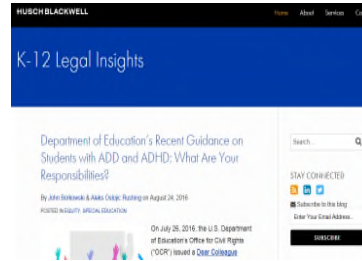 HUSCH BLACKWELL
Home About Services
K-12 Legal Insights
Department of Education's Recent Guidance on
Students with ADD and ADHD: What Are Your
Responsibilities?
By John Borkowski & Aleks Ostojic Rushing on August 24, 2016
POSTED IN EQUITY, SPECIAL EDUCATION
On July 26, 2016, the U.S. Department
of Education's Office for Civil Rights
("OCR") issued a Dear Colleague
Search...
STAY CONNECTED
Subscribe to this blog
Enter Your Email Address...
SUBSCRIBE